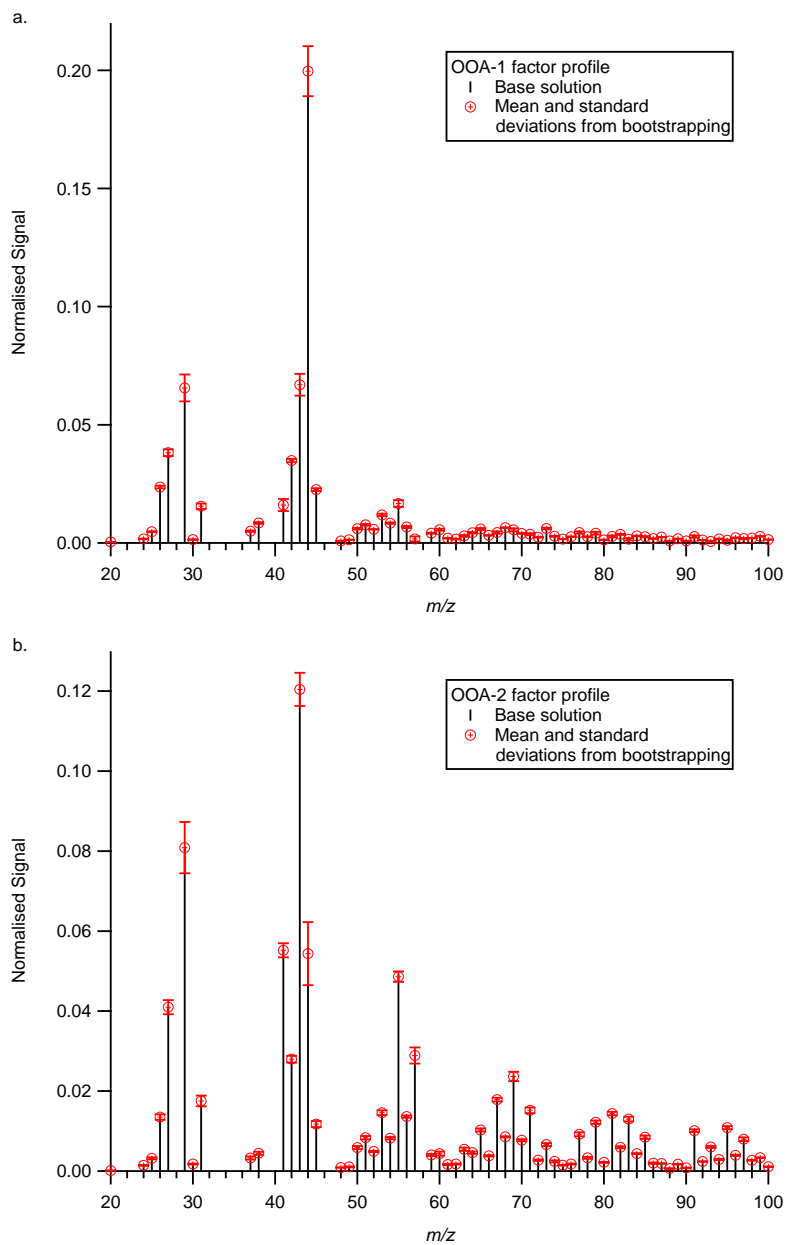 a.
0.20
0.15
0.10
0.05
0.00
Normalised Signal
OOA-1 factor profile
Base solution
Mean and standard
deviations from bootstrapping
20 30 40 50 60 70 80 90 100
m/z
b.
0.12
0.10
0.08
0.06
0.04
0.02
0.00
Normalised Signal
OOA-2 factor profile
Base solution
Mean and standard
deviations from bootstrapping
20 30 40 50 60 70 80 90 100
m/z